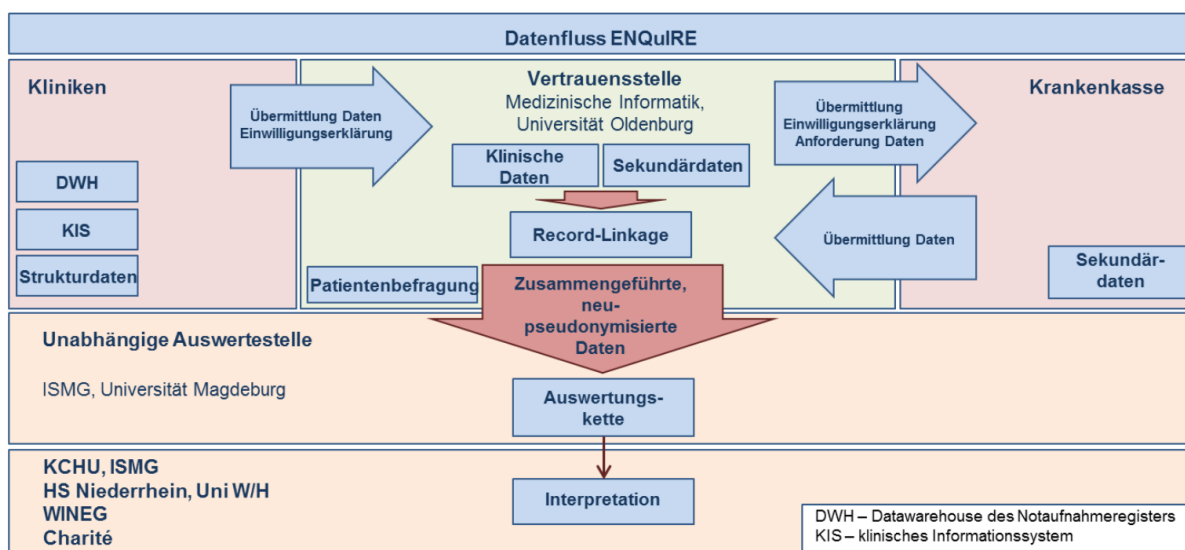 Datenfluss ENQuIRE
Kliniken
Übermittlung Daten
Einwilligungserklärung
DWH
KIS
Strukturdaten
Vertrauensstelle
Medizinische Informatik,
Universität Oldenburg
Klinische
Daten
Sekundärdaten
Record-Linkage
Patientenbefragung
Zusammengeführte,
neu-
pseudonymisierte
Daten
Krankenkasse
Übermittlung
Einwilligungserklärung
Anforderung Daten
Übermittlung Daten
Sekundär-
daten
Unabhängige Auswertestelle
ISMG, Universität Magdeburg
Auswertungs-
kette
KCHU, ISMG
HS Niederrhein, Uni W/H
WINEG
Charité
Interpretation
DWH – Datawarehouse des Notaufnahmeregisters
KIS – klinisches Informationssystem